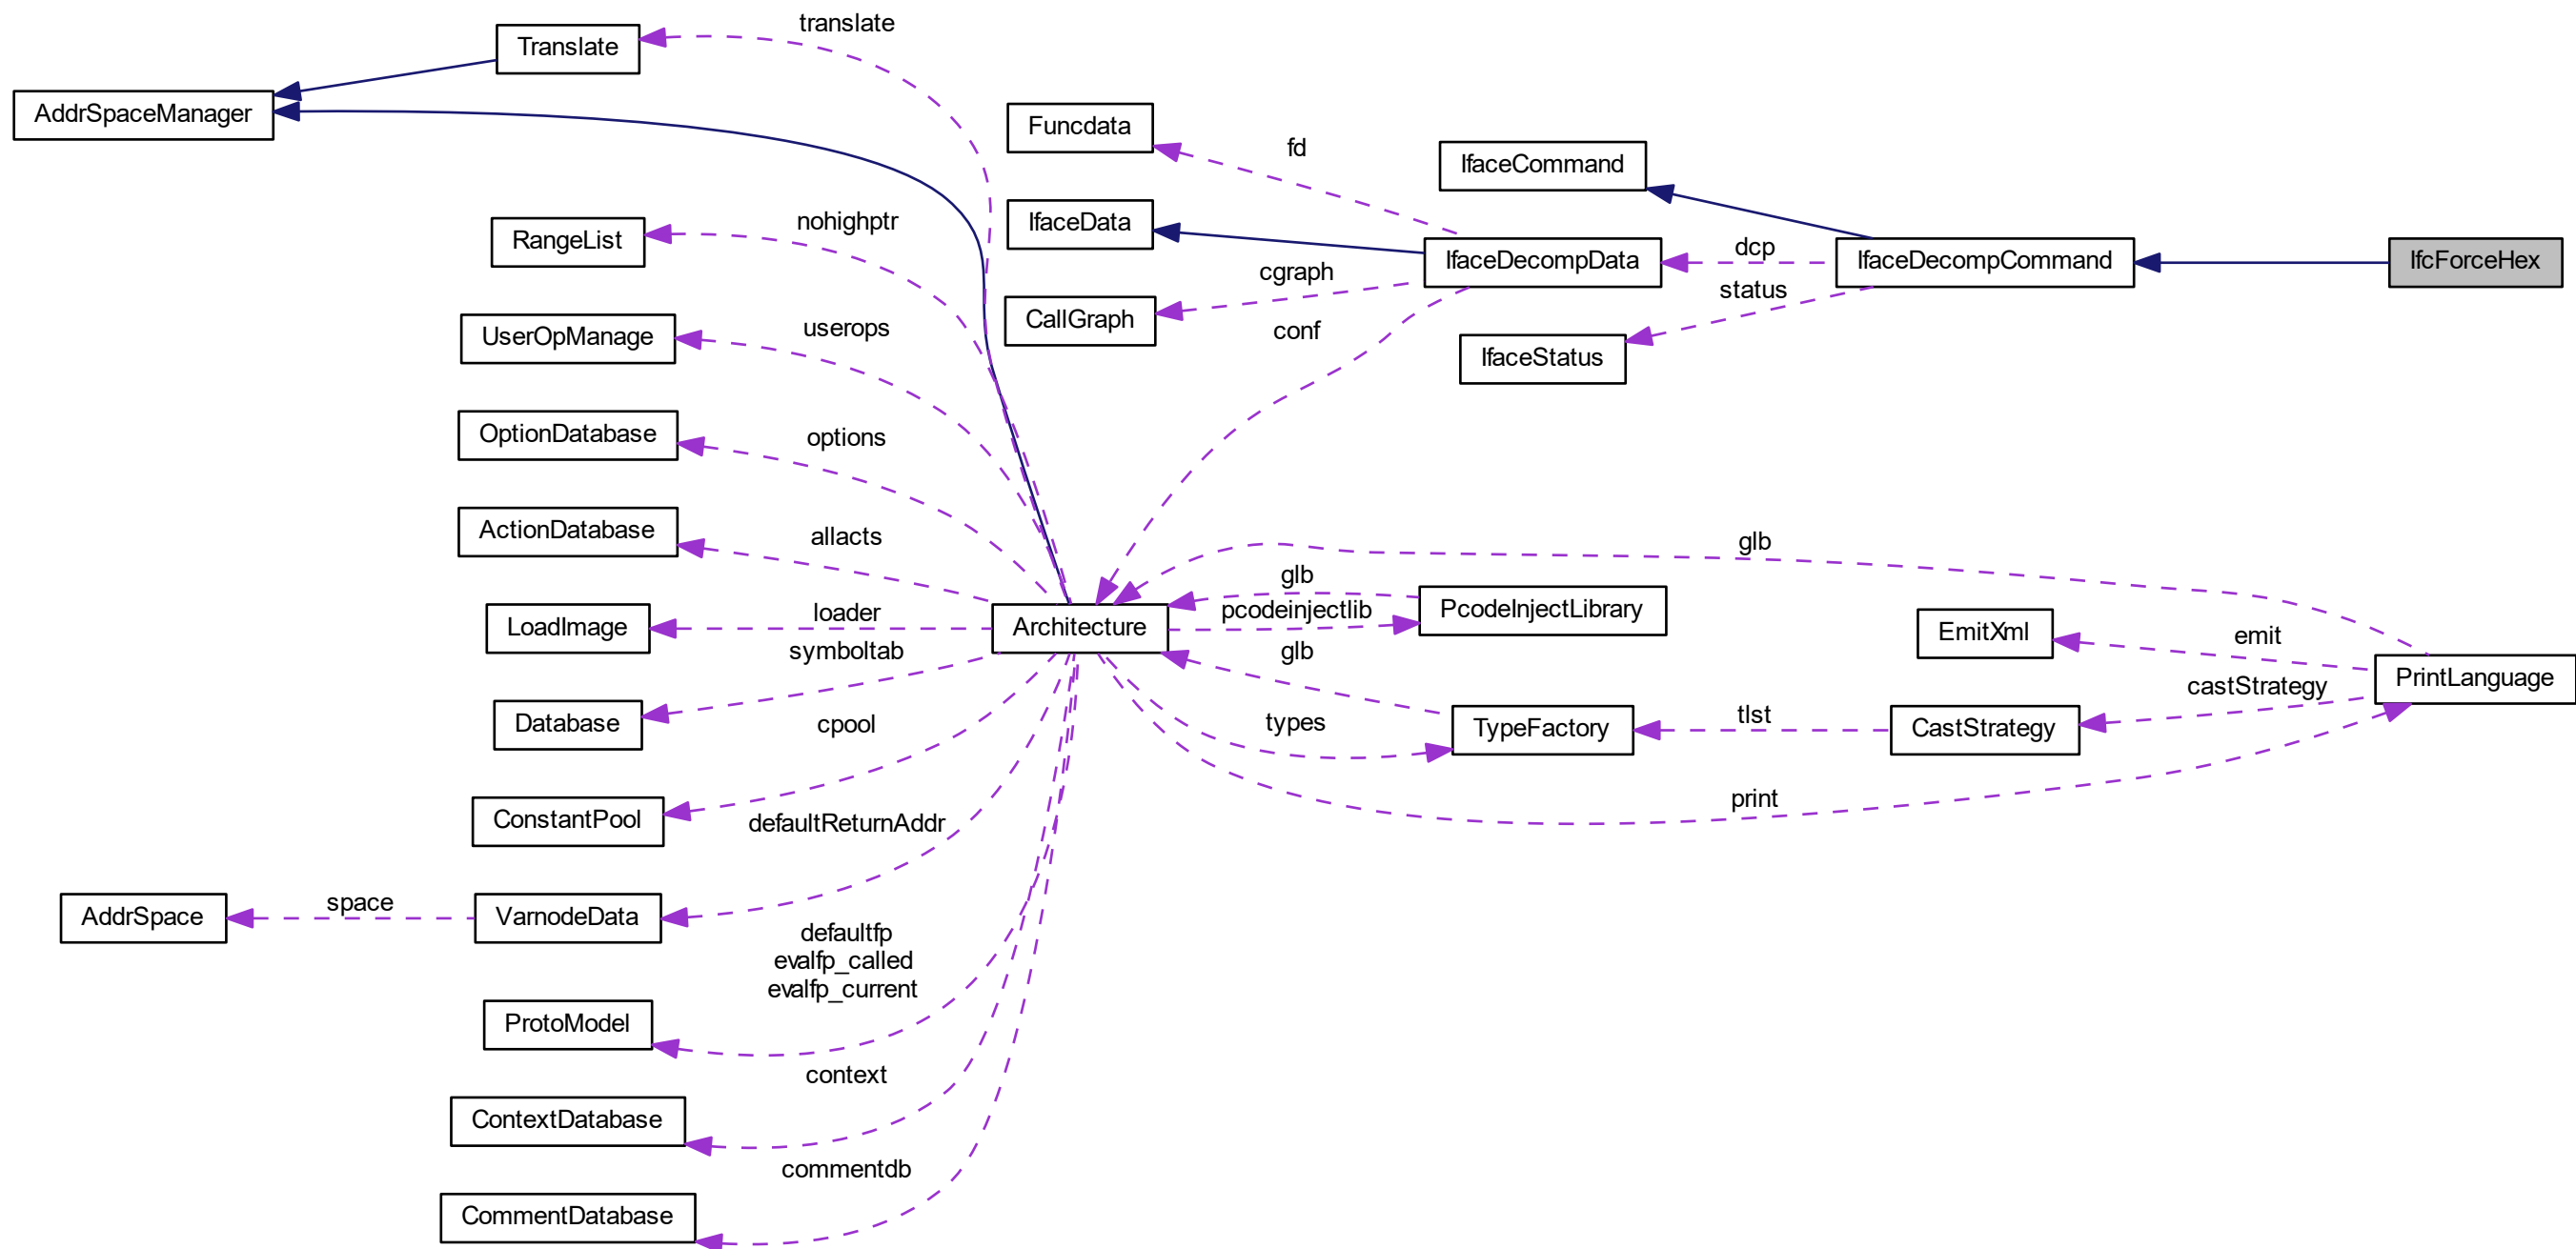 translate
Translate
AddrSpaceManager
Funcdata
fd
IfaceCommand
nohighptr
RangeList
IfaceData
IfaceDecompData
dcp
IfaceDecompCommand
IfcForceHex
cgraph
status
CallGraph
conf
IfaceStatus
userops
UserOpManage
options
OptionDatabase
allacts
ActionDatabase
glb
glb
loader
LoadImage
Architecture
pcodeinjectlib
PcodeInjectLibrary
EmitXml
emit
symboltab
glb
PrintLanguage
castStrategy
Database
cpool
types
TypeFactory
tlst
CastStrategy
print
ConstantPool
defaultReturnAddr
AddrSpace
space
VarnodeData
defaultfp
evalfp_called
evalfp_current
ProtoModel
context
ContextDatabase
commentdb
CommentDatabase